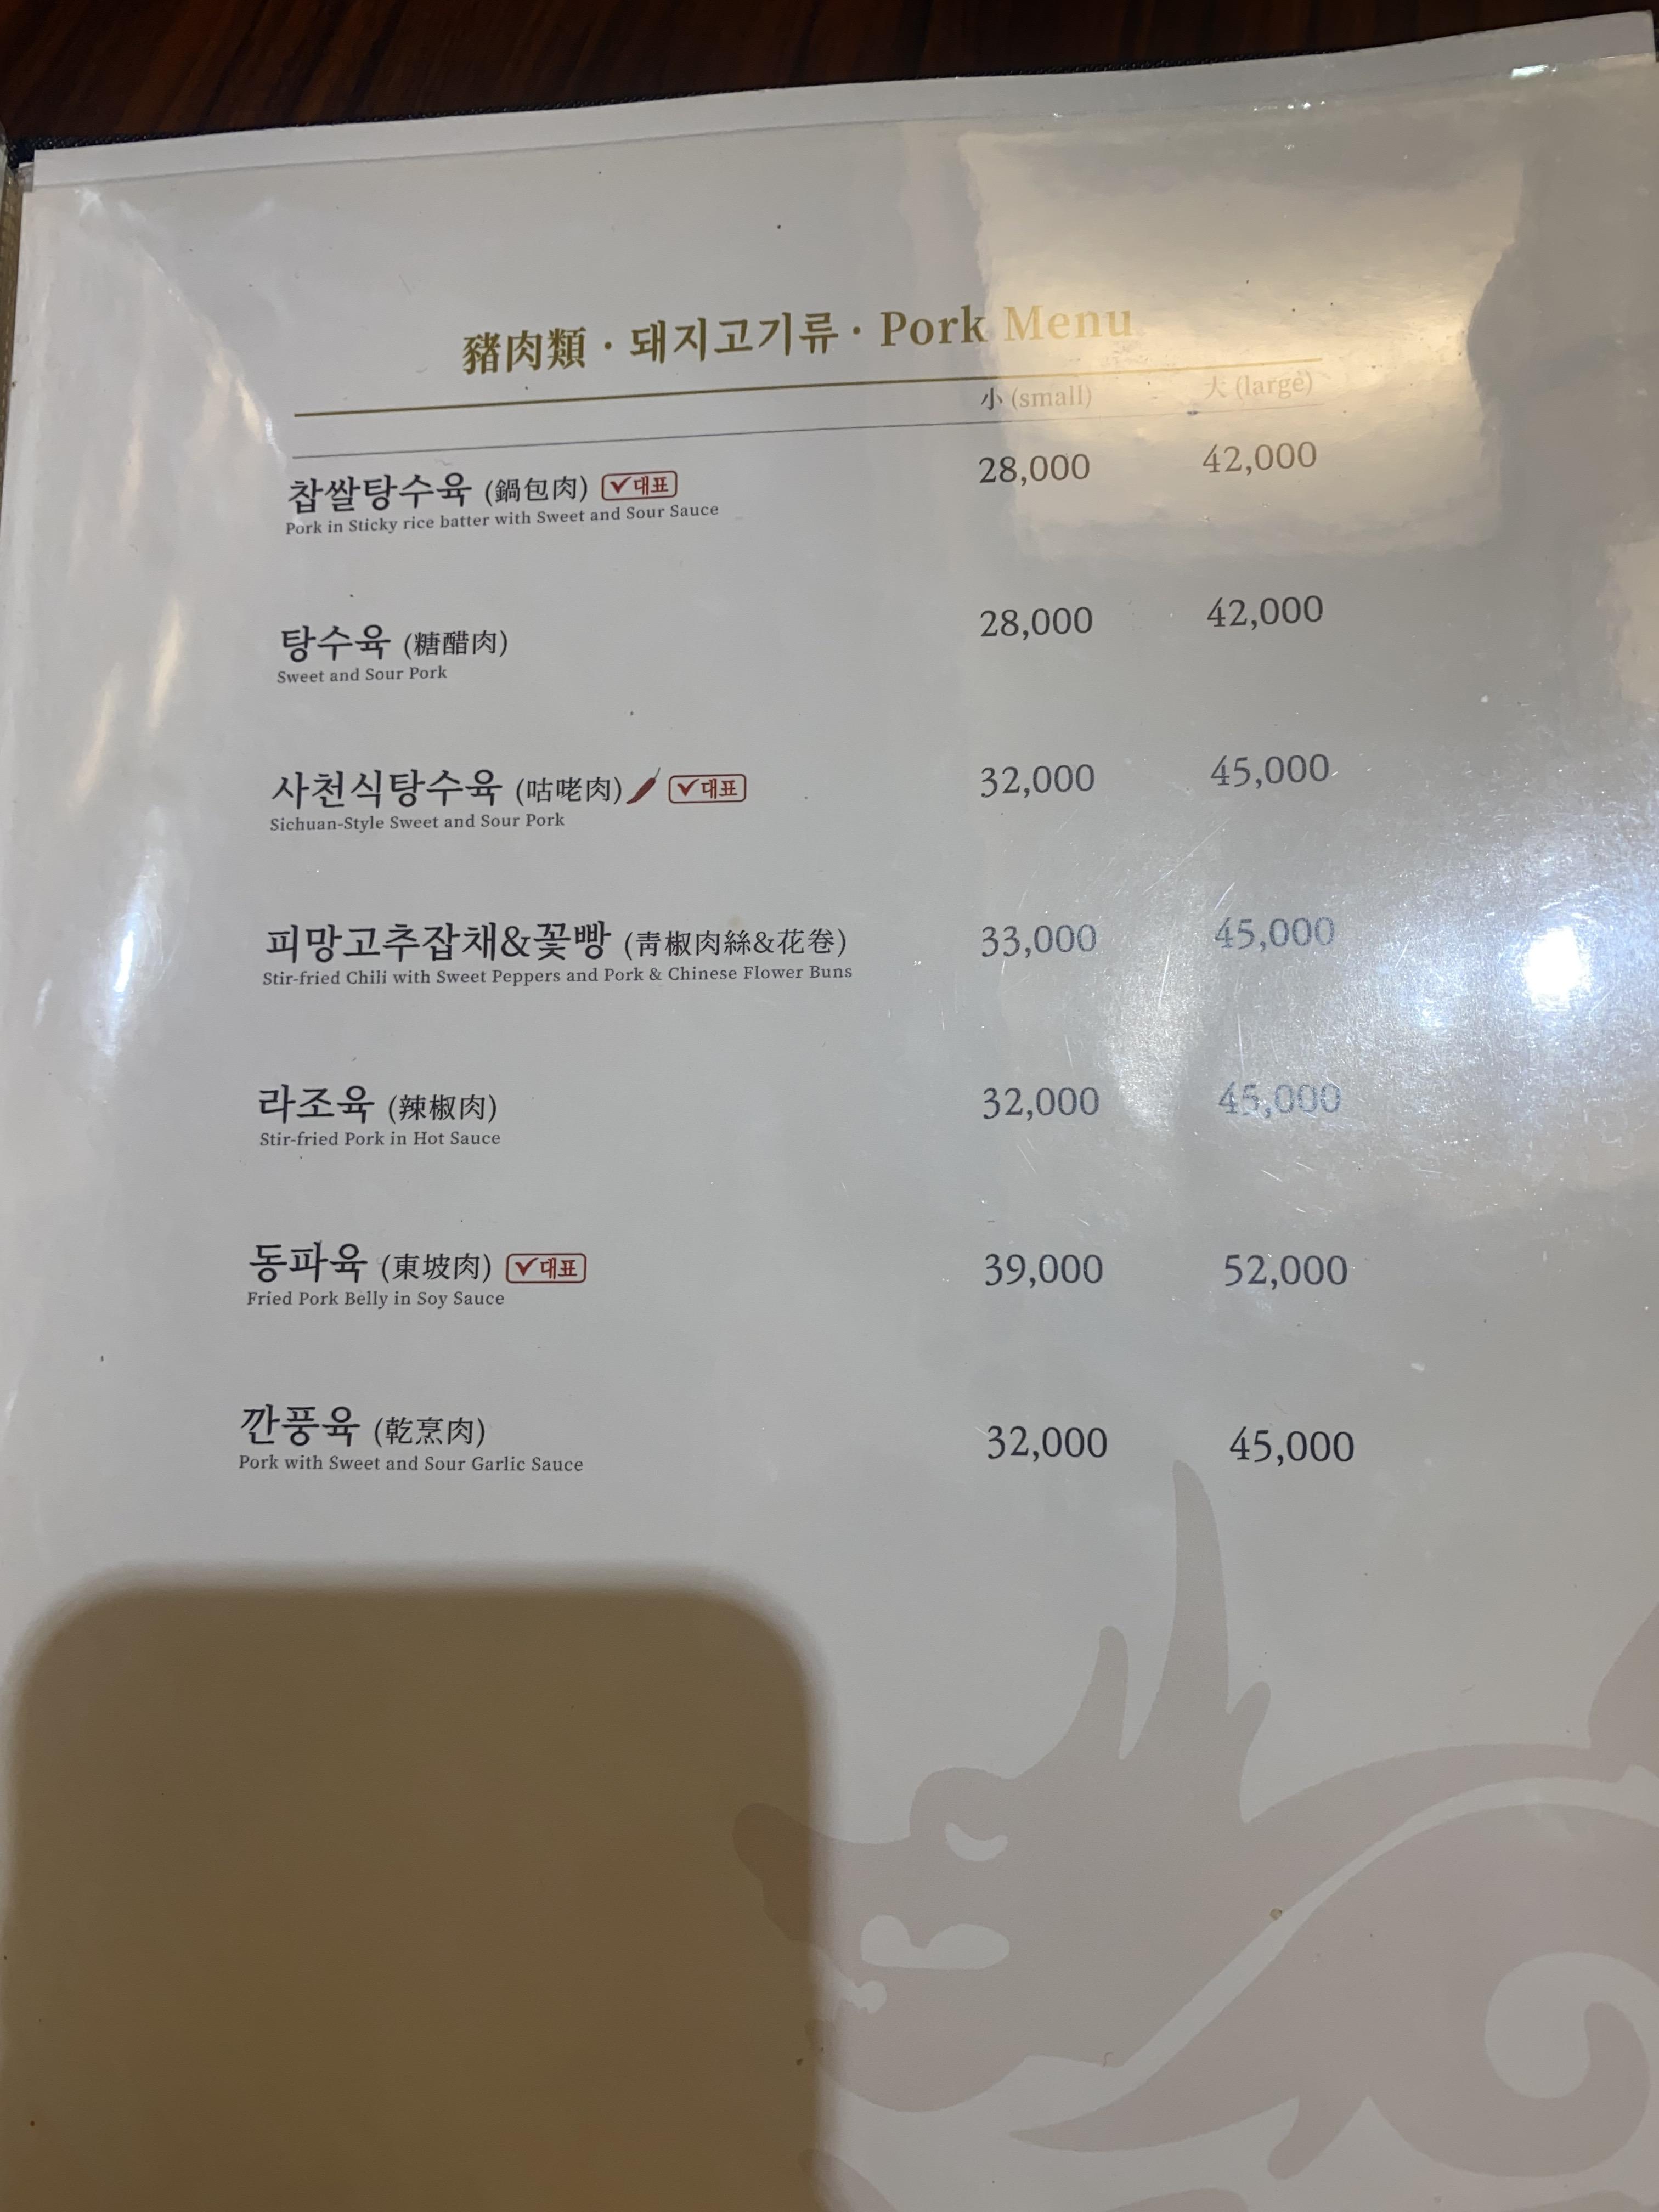 豬肉類 · 돼지고기류 · Pork Menu
小 (small) 大 (large)
찹쌀탕수육 (鍋包肉) 대표 28,000 42,000
Pork in Sticky rice batter with Sweet and Sour Sauce
탕수육 (糖醋肉) 28,000 42,000
Sweet and Sour Pork
사천식탕수육 (咕咾肉) 대표 32,000 45,000
Sichuan-Style Sweet and Sour Pork
피망고추잡채&꽃빵 (靑椒肉絲&花卷) 33,000 45,000
Stir-fried Chili with Sweet Peppers and Pork & Chinese Flower Buns
라조육 (辣椒肉) 32,000 45,000
Stir-fried Pork in Hot Sauce
동파육 (東坡肉) 대표 39,000 52,000
Fried Pork Belly in Soy Sauce
깐풍육 (乾烹肉) 32,000 45,000
Pork with Sweet and Sour Garlic Sauce